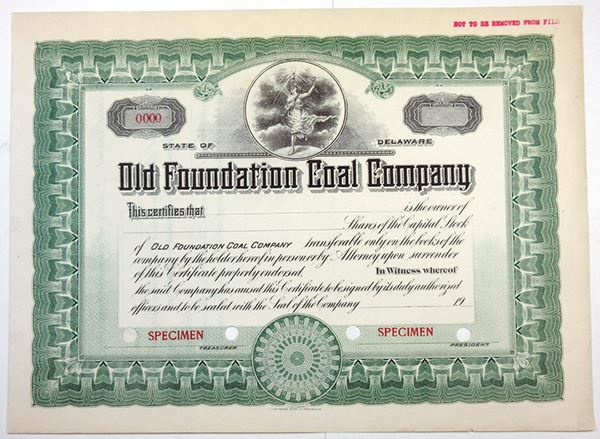 NOT TO BE REMOVED FROM FILE
0000
STATE OF DELAWARE
Old Foundation Coal Company
This certifies that is the owner of
Shares of the Capital Stock
of OLD FOUNDATION COAL COMPANY transferable only on the books of the
company by the holder hereof in person or by Attorney upon surrender
of this Certificate properly endorsed. In Witness whereof
the said Company has caused this Certificate to be signed by its duly authorized
officers and to be sealed with the Seal of the Company 19
SPECIMEN SPECIMEN
TREASURER. PRESIDENT.